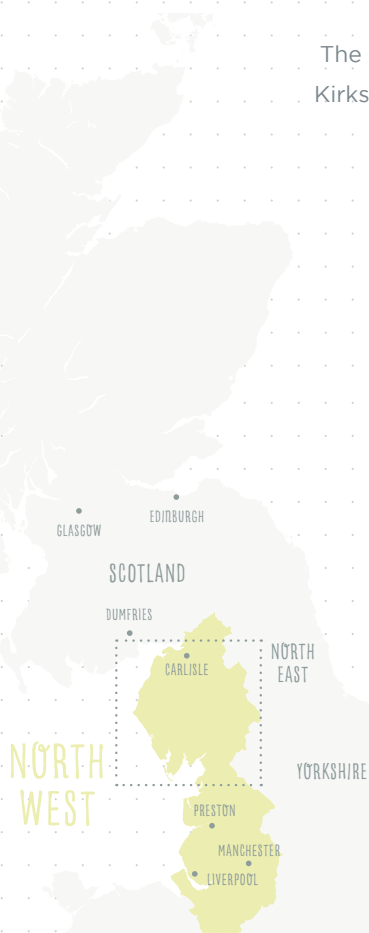 The
Kirks
EDINBURGH
GLASGOW
SCOTLAND
DUMFRIES
NORTH
EAST
CARLISLE
NORTH
WEST
YORKSHIRE
PRESTON
MANCHESTER
LIVERPOOL